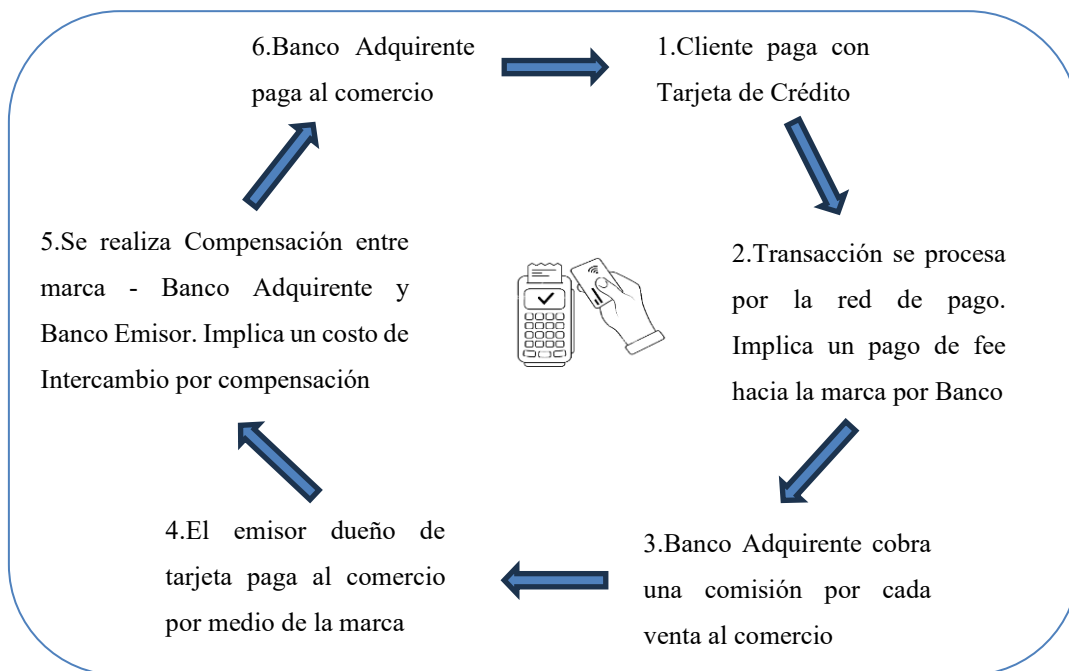 6.Banco Adquirente
paga al comercio
1.Cliente paga con
Tarjeta de Crédito
5.Se realiza Compensación entre
marca - Banco Adquirente y
Banco Emisor. Implica un costo de
Intercambio por compensación
2.Transacción se procesa
por la red de pago.
Implica un pago de fee
hacia la marca por Banco
4.El emisor dueño de
tarjeta paga al comercio
por medio de la marca
3.Banco Adquirente cobra
una comisión por cada
venta al comercio